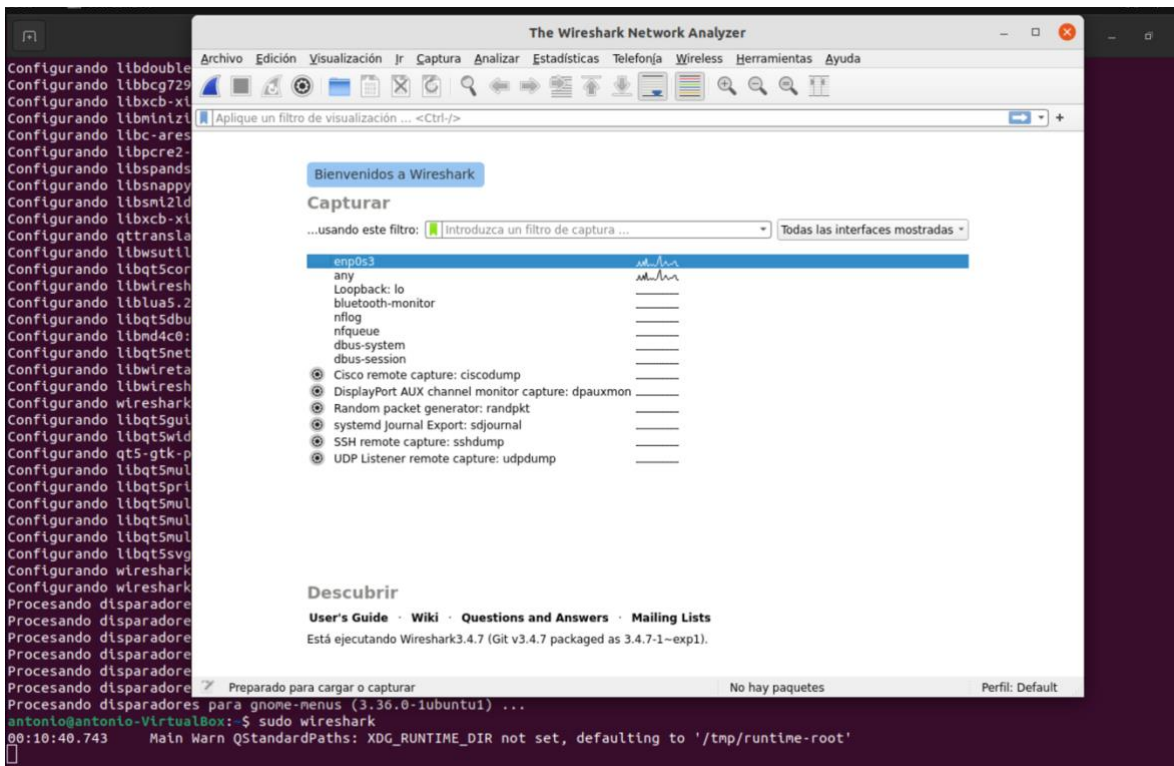 The Wireshark Network Analyzer
Archivo Edición Visualización Ir Captura Analizar Estadísticas Telefonía Wireless Herramientas Ayuda
Aplique un filtro de visualización ... <Ctrl-/>
Bienvenidos a Wireshark
Capturar
...usando este filtro: Introduzca un filtro de captura ... Todas las interfaces mostradas
enp0s3
any
Loopback: lo
bluetooth-monitor
nflog
nfqueue
dbus-system
dbus-session
Cisco remote capture: ciscodump
DisplayPort AUX channel monitor capture: dpauxmon
Random packet generator: randpkt
systemd Journal Export: sdjournal
SSH remote capture: sshdump
UDP Listener remote capture: udpdump
Descubrir
User's Guide · Wiki · Questions and Answers · Mailing Lists
Está ejecutando Wireshark3.4.7 (Git v3.4.7 packaged as 3.4.7-1~exp1).
Preparado para cargar o capturar No hay paquetes Perfil: Default
Configurando libdouble
Configurando libbcg729
Configurando libxcb-xi
Configurando libminizi
Configurando libc-ares
Configurando libpcre2-
Configurando libspands
Configurando libsnappy
Configurando libsmi2ld
Configurando libxcb-xi
Configurando qttransla
Configurando libwsutil
Configurando libqt5cor
Configurando libwiresh
Configurando liblua5.2
Configurando libqt5dbu
Configurando libmd4c0:
Configurando libqt5net
Configurando libwireta
Configurando libwiresh
Configurando wireshark
Configurando libqt5gui
Configurando libqt5wid
Configurando qt5-gtk-p
Configurando libqt5mul
Configurando libqt5pri
Configurando libqt5mul
Configurando libqt5mul
Configurando libqt5mul
Configurando libqt5svg
Configurando wireshark
Configurando wireshark
Procesando disparadore
Procesando disparadore
Procesando disparadore
Procesando disparadore
Procesando disparadore
Procesando disparadore
Procesando disparadores para gnome-menus (3.36.0-1ubuntu1) ...
antonio@antonio-VirtualBox:~$ sudo wireshark
00:10:40.743 Main Warn QStandardPaths: XDG_RUNTIME_DIR not set, defaulting to '/tmp/runtime-root'